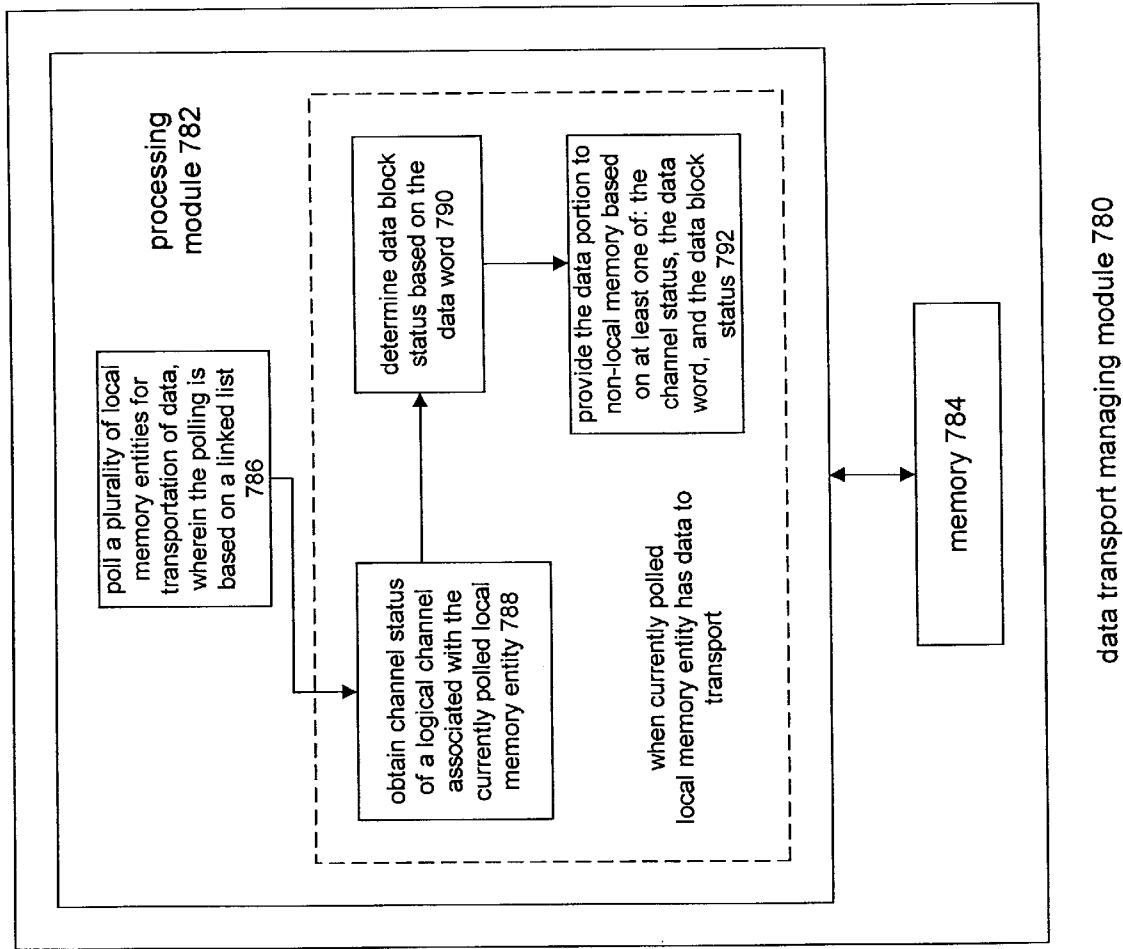 processing
module 782
poll a plurality of local
memory entities for
transportation of data,
wherein the polling is
based on a linked list
786
obtain channel status
of a logical channel
associated with the
currently polled local
memory entity 788
determine data block
status based on the
data word 790
provide the data portion to
non-local memory based
on at least one of: the
channel status, the data
word, and the data block
status 792
when currently polled
local memory entity has data to
transport
memory 784
data transport managing module 780